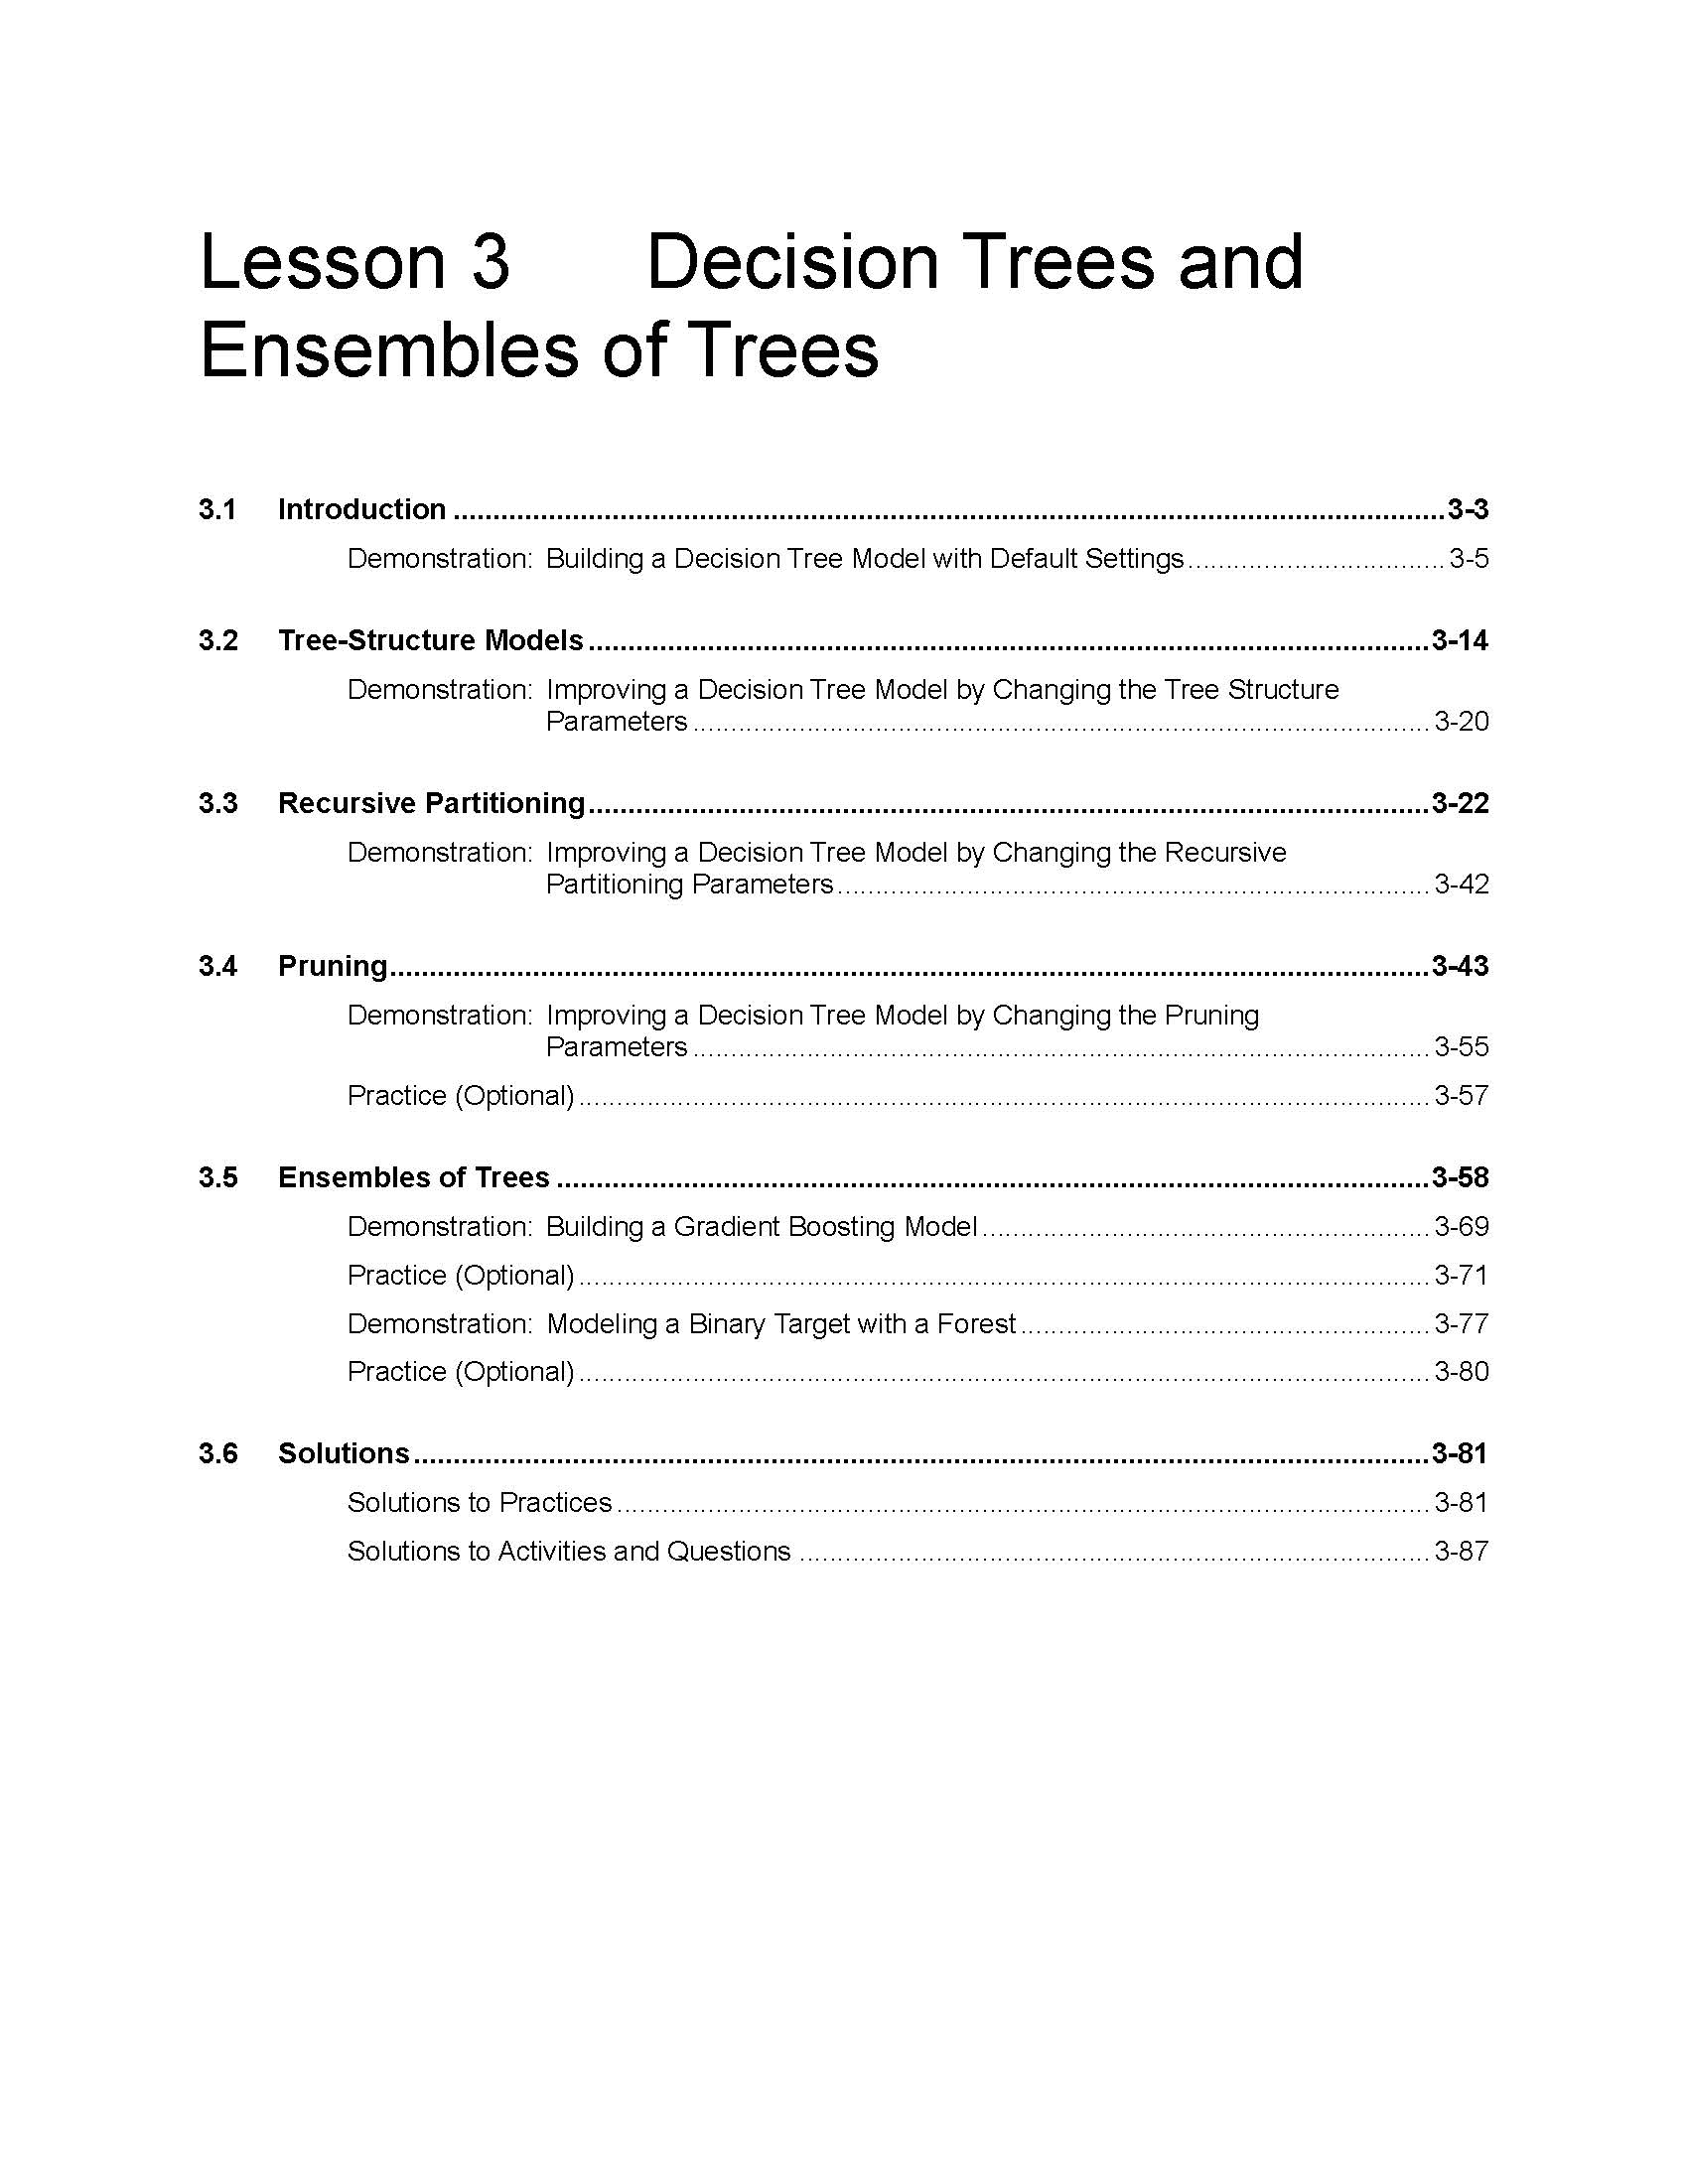 Lesson 3 Decision Trees and
Ensembles of Trees
3.1 Introduction ........ 3-3
Demonstration: Building a Decision Tree Model with Default Settings ........ 3-5
3.2 Tree-Structure Models ........ 3-14
Demonstration: Improving a Decision Tree Model by Changing the Tree Structure
Parameters ........ 3-20
3.3 Recursive Partitioning ........ 3-22
Demonstration: Improving a Decision Tree Model by Changing the Recursive
Partitioning Parameters ........ 3-42
3.4 Pruning ........ 3-43
Demonstration: Improving a Decision Tree Model by Changing the Pruning
Parameters ........ 3-55
Practice (Optional) ........ 3-57
3.5 Ensembles of Trees ........ 3-58
Demonstration: Building a Gradient Boosting Model ........ 3-69
Practice (Optional) ........ 3-71
Demonstration: Modeling a Binary Target with a Forest ........ 3-77
Practice (Optional) ........ 3-80
3.6 Solutions ........ 3-81
Solutions to Practices ........ 3-81
Solutions to Activities and Questions ........ 3-87